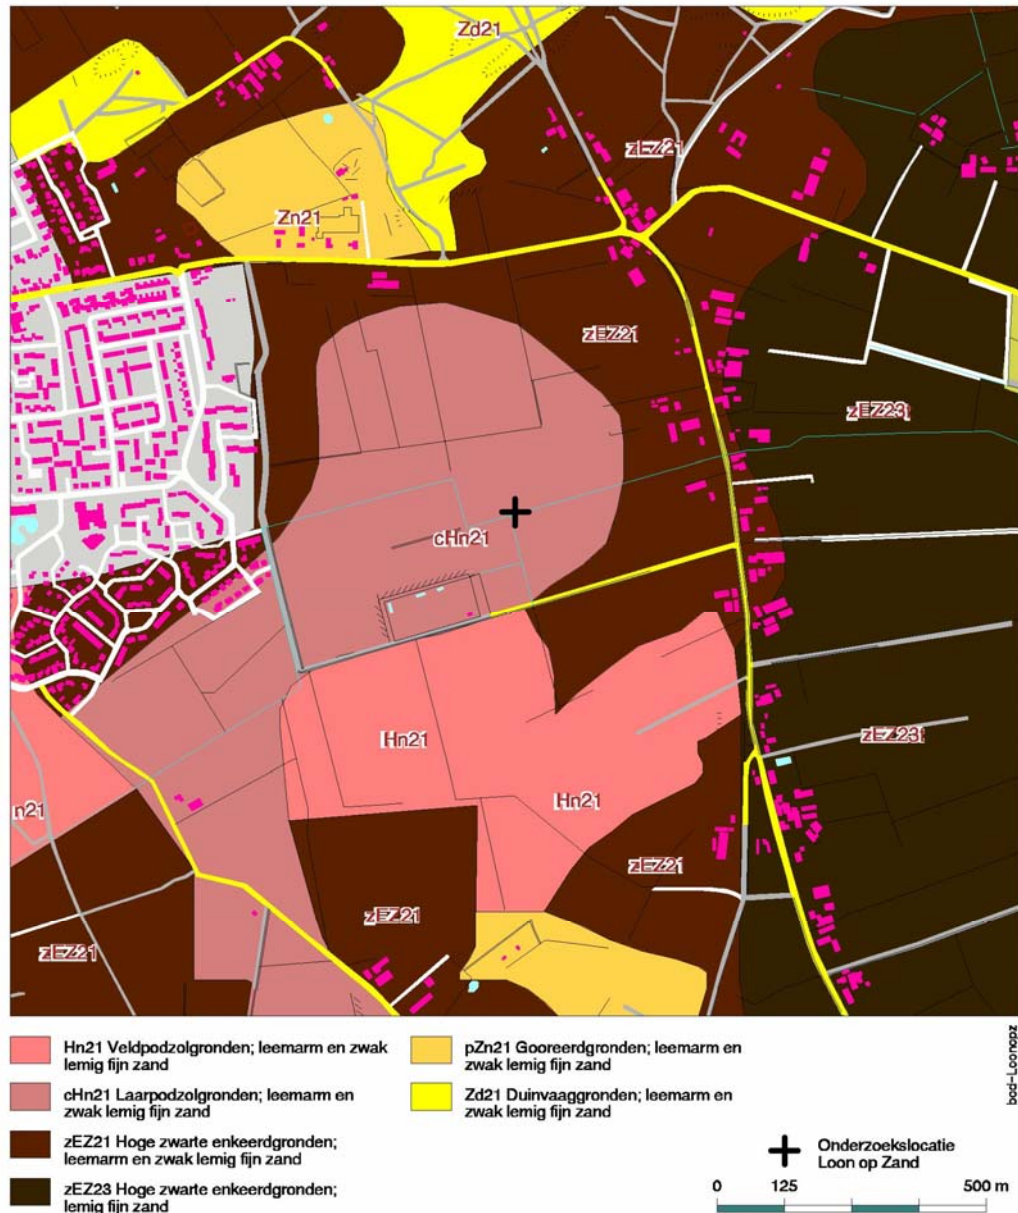 Zd21
zEZ21
Zn21
zEZ21
zEZ23t
cHn21
Hn21
zEZ23t
Hn21
n21
zEZ21
zEZ21
zEZ21
Hn21 Veldpodzolgronden; leemarm en zwak
lemig fijn zand
cHn21 Laarpodzolgronden; leemarm en
zwak lemig fijn zand
zEZ21 Hoge zwarte enkeerdgronden;
leemarm en zwak lemig fijn zand
zEZ23 Hoge zwarte enkeerdgronden;
lemig fijn zand
pZn21 Gooreerdgronden; leemarm en
zwak lemig fijn zand
Zd21 Duinvaaggronden; leemarm en
zwak lemig fijn zand
Onderzoekslocatie
Loon op Zand
0 125 500 m
bod-Loonopz